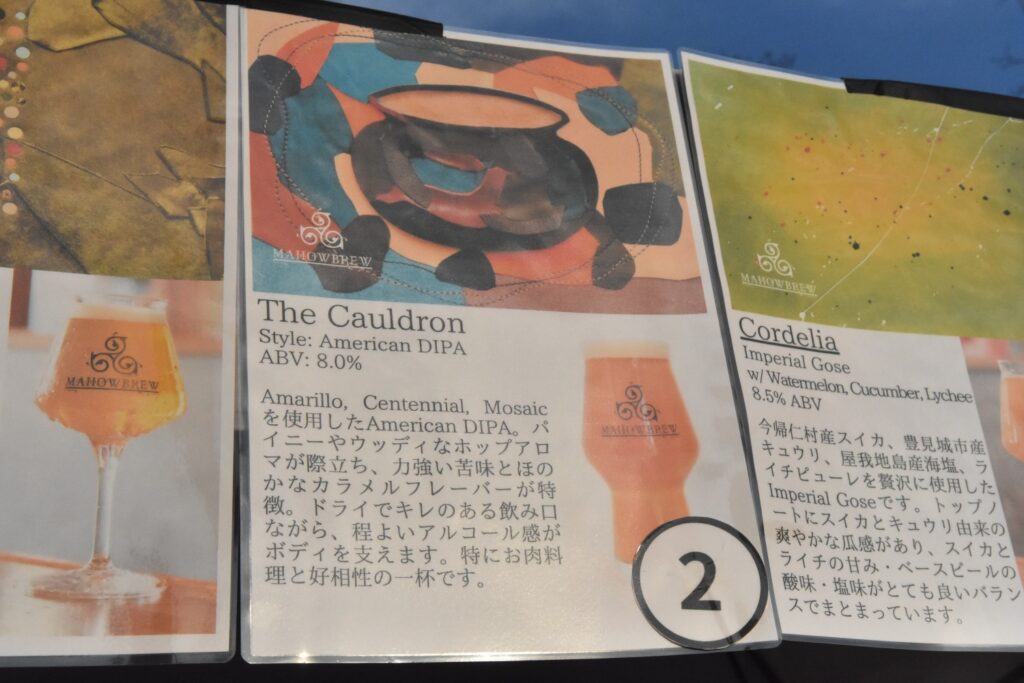 MAHOWBREW
MAHOWBREW
The Cauldron
Style: American DIPA
ABV: 8.0%
Amarillo, Centennial, Mosaic
を使用したAmerican DIPA。パ
イニーやウッディなホップアロ
マが際立ち、力強い苦味とほの
かなカラメルフレーバーが特
徴。ドライでキレのある飲み口
ながら、程よいアルコール感が
ボディを支えます。特にお肉料
理と好相性の一杯です。
MAHOWBREW
2
MAHOWBREW
Cordelia
Imperial Gose
w/ Watermelon, Cucumber, Lychee
8.5% ABV
今帰仁村産スイカ、豊見城市産
キュウリ、屋我地島産海塩、ラ
イチピューレを贅沢に使用した
Imperial Goseです。トップノ
ートにスイカとキュウリ由来の
爽やかな瓜感があり、スイカと
ライチの甘み・ベースビールの
酸味・塩味がとても良いバラン
スでまとまっています。